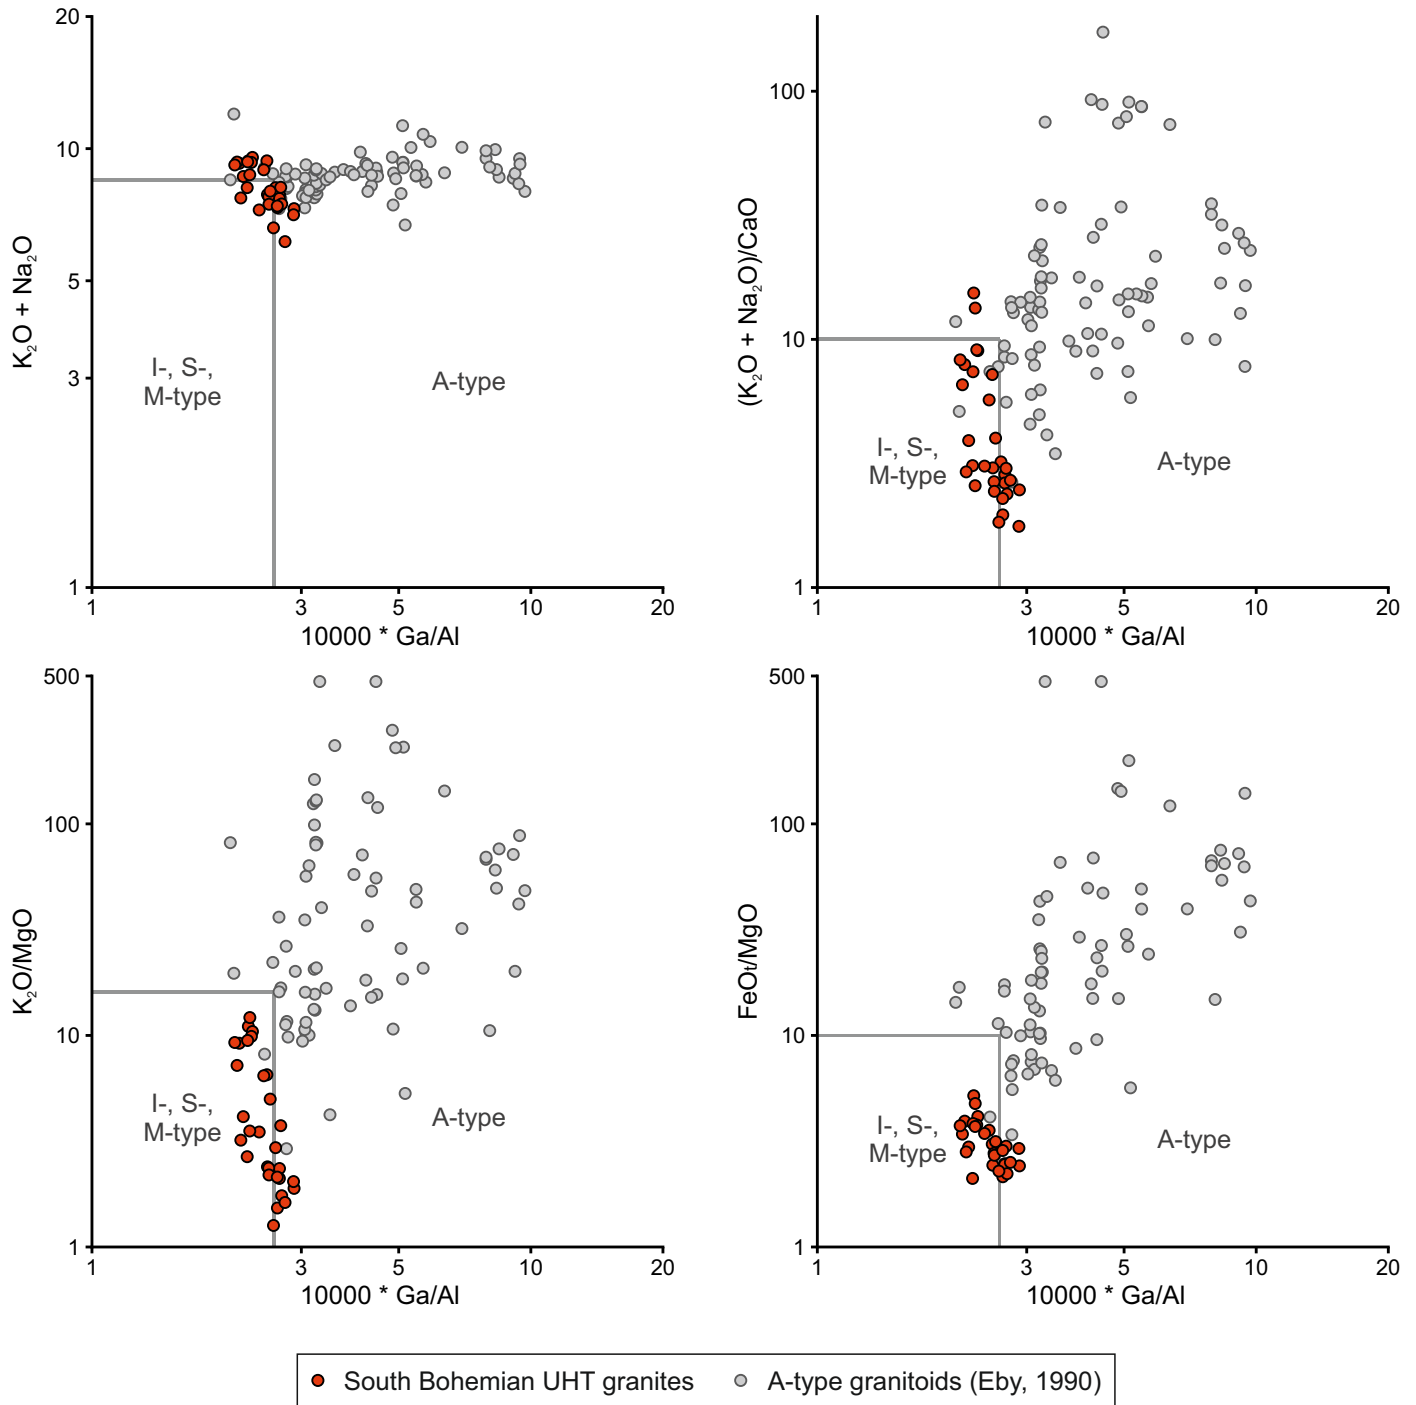 20
10
5
3
1
K₂O + Na₂O
I-, S-,
M-type
A-type
1 3 5 10 20
10000 * Ga/Al
100
10
1
(K₂O + Na₂O)/CaO
I-, S-,
M-type
A-type
1 3 5 10 20
10000 * Ga/Al
500
100
10
1
K₂O/MgO
I-, S-,
M-type
A-type
1 3 5 10 20
10000 * Ga/Al
500
100
10
1
FeOt/MgO
I-, S-,
M-type
A-type
1 3 5 10 20
10000 * Ga/Al
South Bohemian UHT granites A-type granitoids (Eby, 1990)